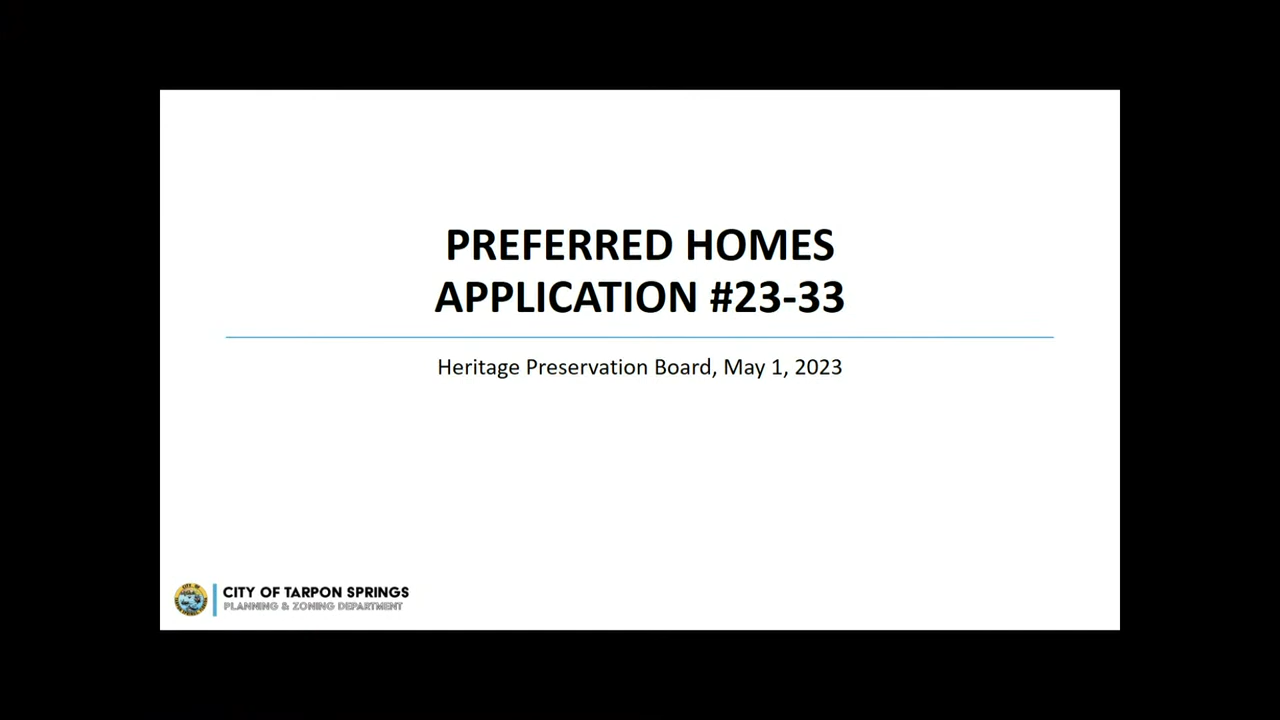 PREFERRED HOMES
APPLICATION #23-33
Heritage Preservation Board, May 1, 2023
CITY OF TARPON SPRINGS
PLANNING & ZONING DEPARTMENT